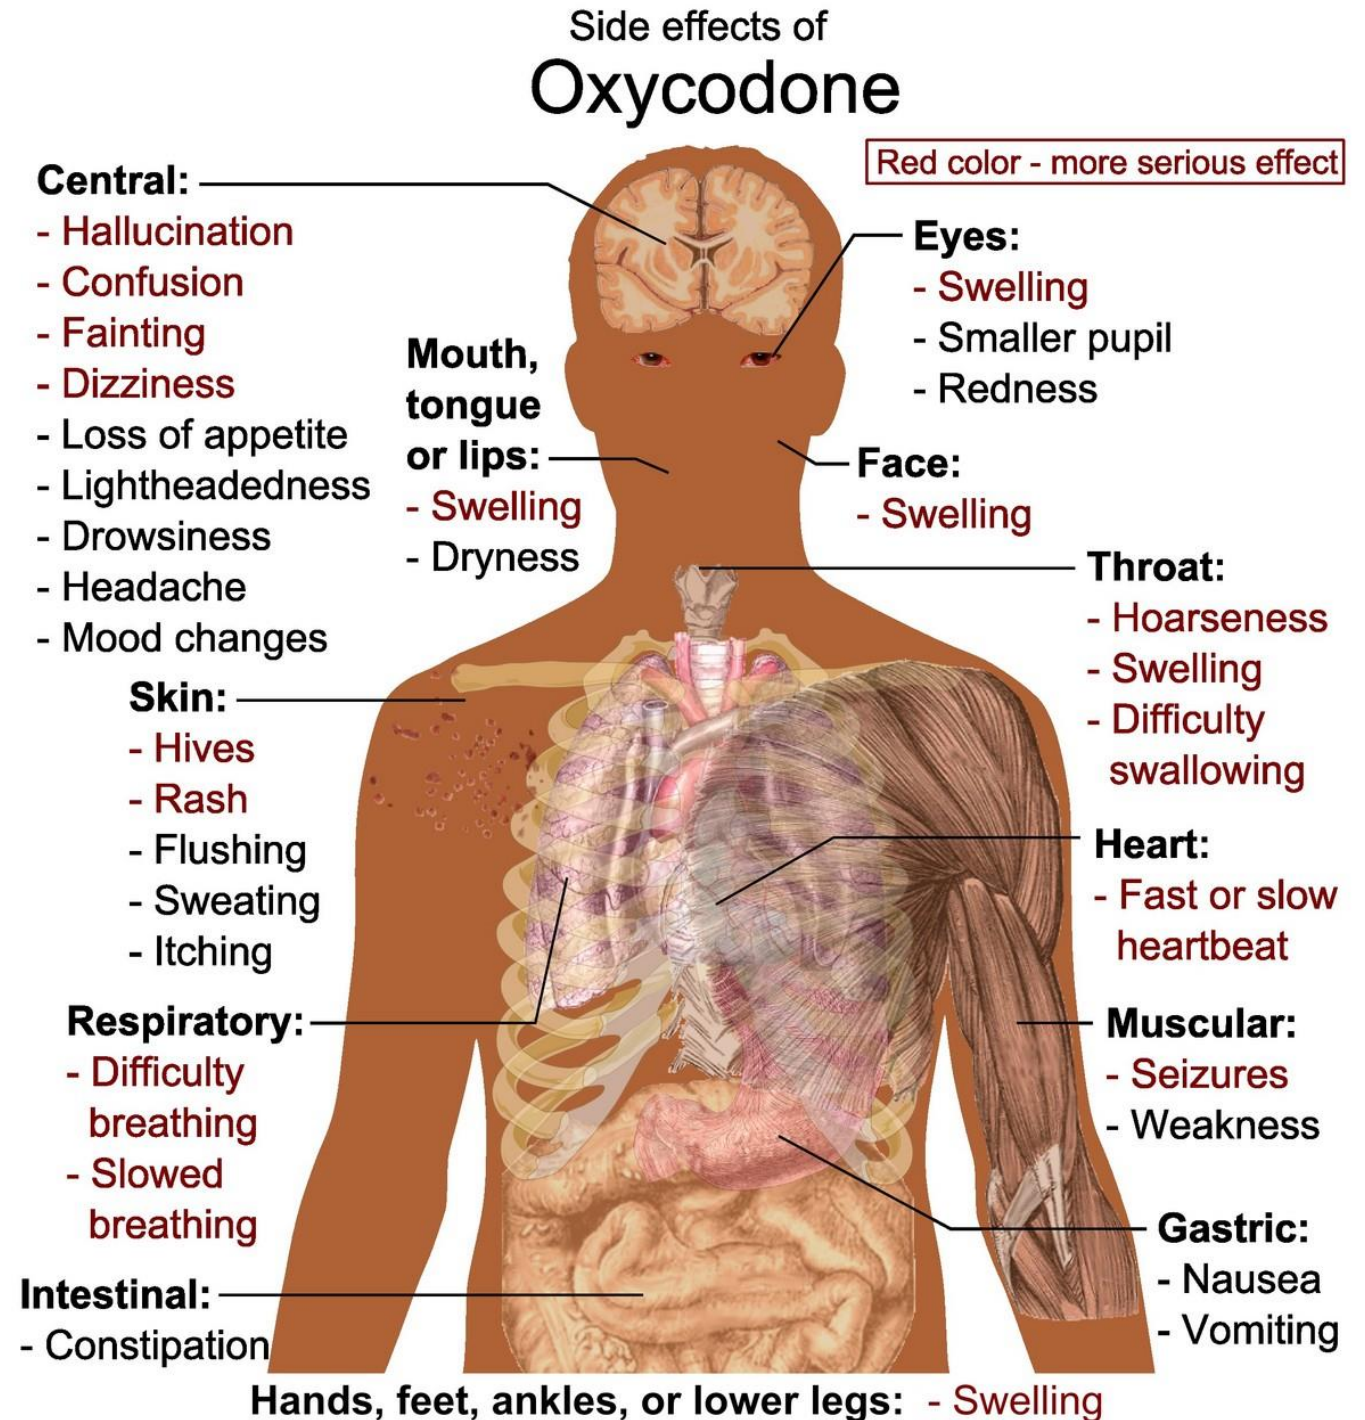 Side effects of
Oxycodone
Red color - more serious effect
Central:
- Hallucination
- Confusion
- Fainting
- Dizziness
- Loss of appetite
- Lightheadedness
- Drowsiness
- Headache
- Mood changes
Mouth,
tongue
or lips:
- Swelling
- Dryness
Eyes:
- Swelling
- Smaller pupil
- Redness
Face:
- Swelling
Throat:
- Hoarseness
- Swelling
- Difficulty
swallowing
Skin:
- Hives
- Rash
- Flushing
- Sweating
- Itching
Heart:
- Fast or slow
heartbeat
Respiratory:
- Difficulty
breathing
- Slowed
breathing
Muscular:
- Seizures
- Weakness
Gastric:
- Nausea
- Vomiting
Intestinal:
- Constipation
Hands, feet, ankles, or lower legs: - Swelling